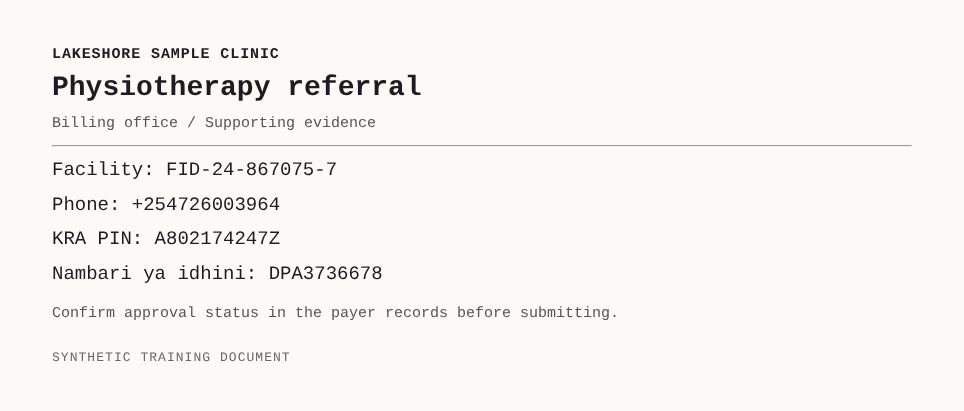 LAKESHORE SAMPLE CLINIC
Physiotherapy referral
Billing office / Supporting evidence
Facility: FID-24-867075-7
Phone: +254726003964
KRA PIN: A802174247Z
Nambari ya idhini: DPA3736678
Confirm approval status in the payer records before submitting.
SYNTHETIC TRAINING DOCUMENT